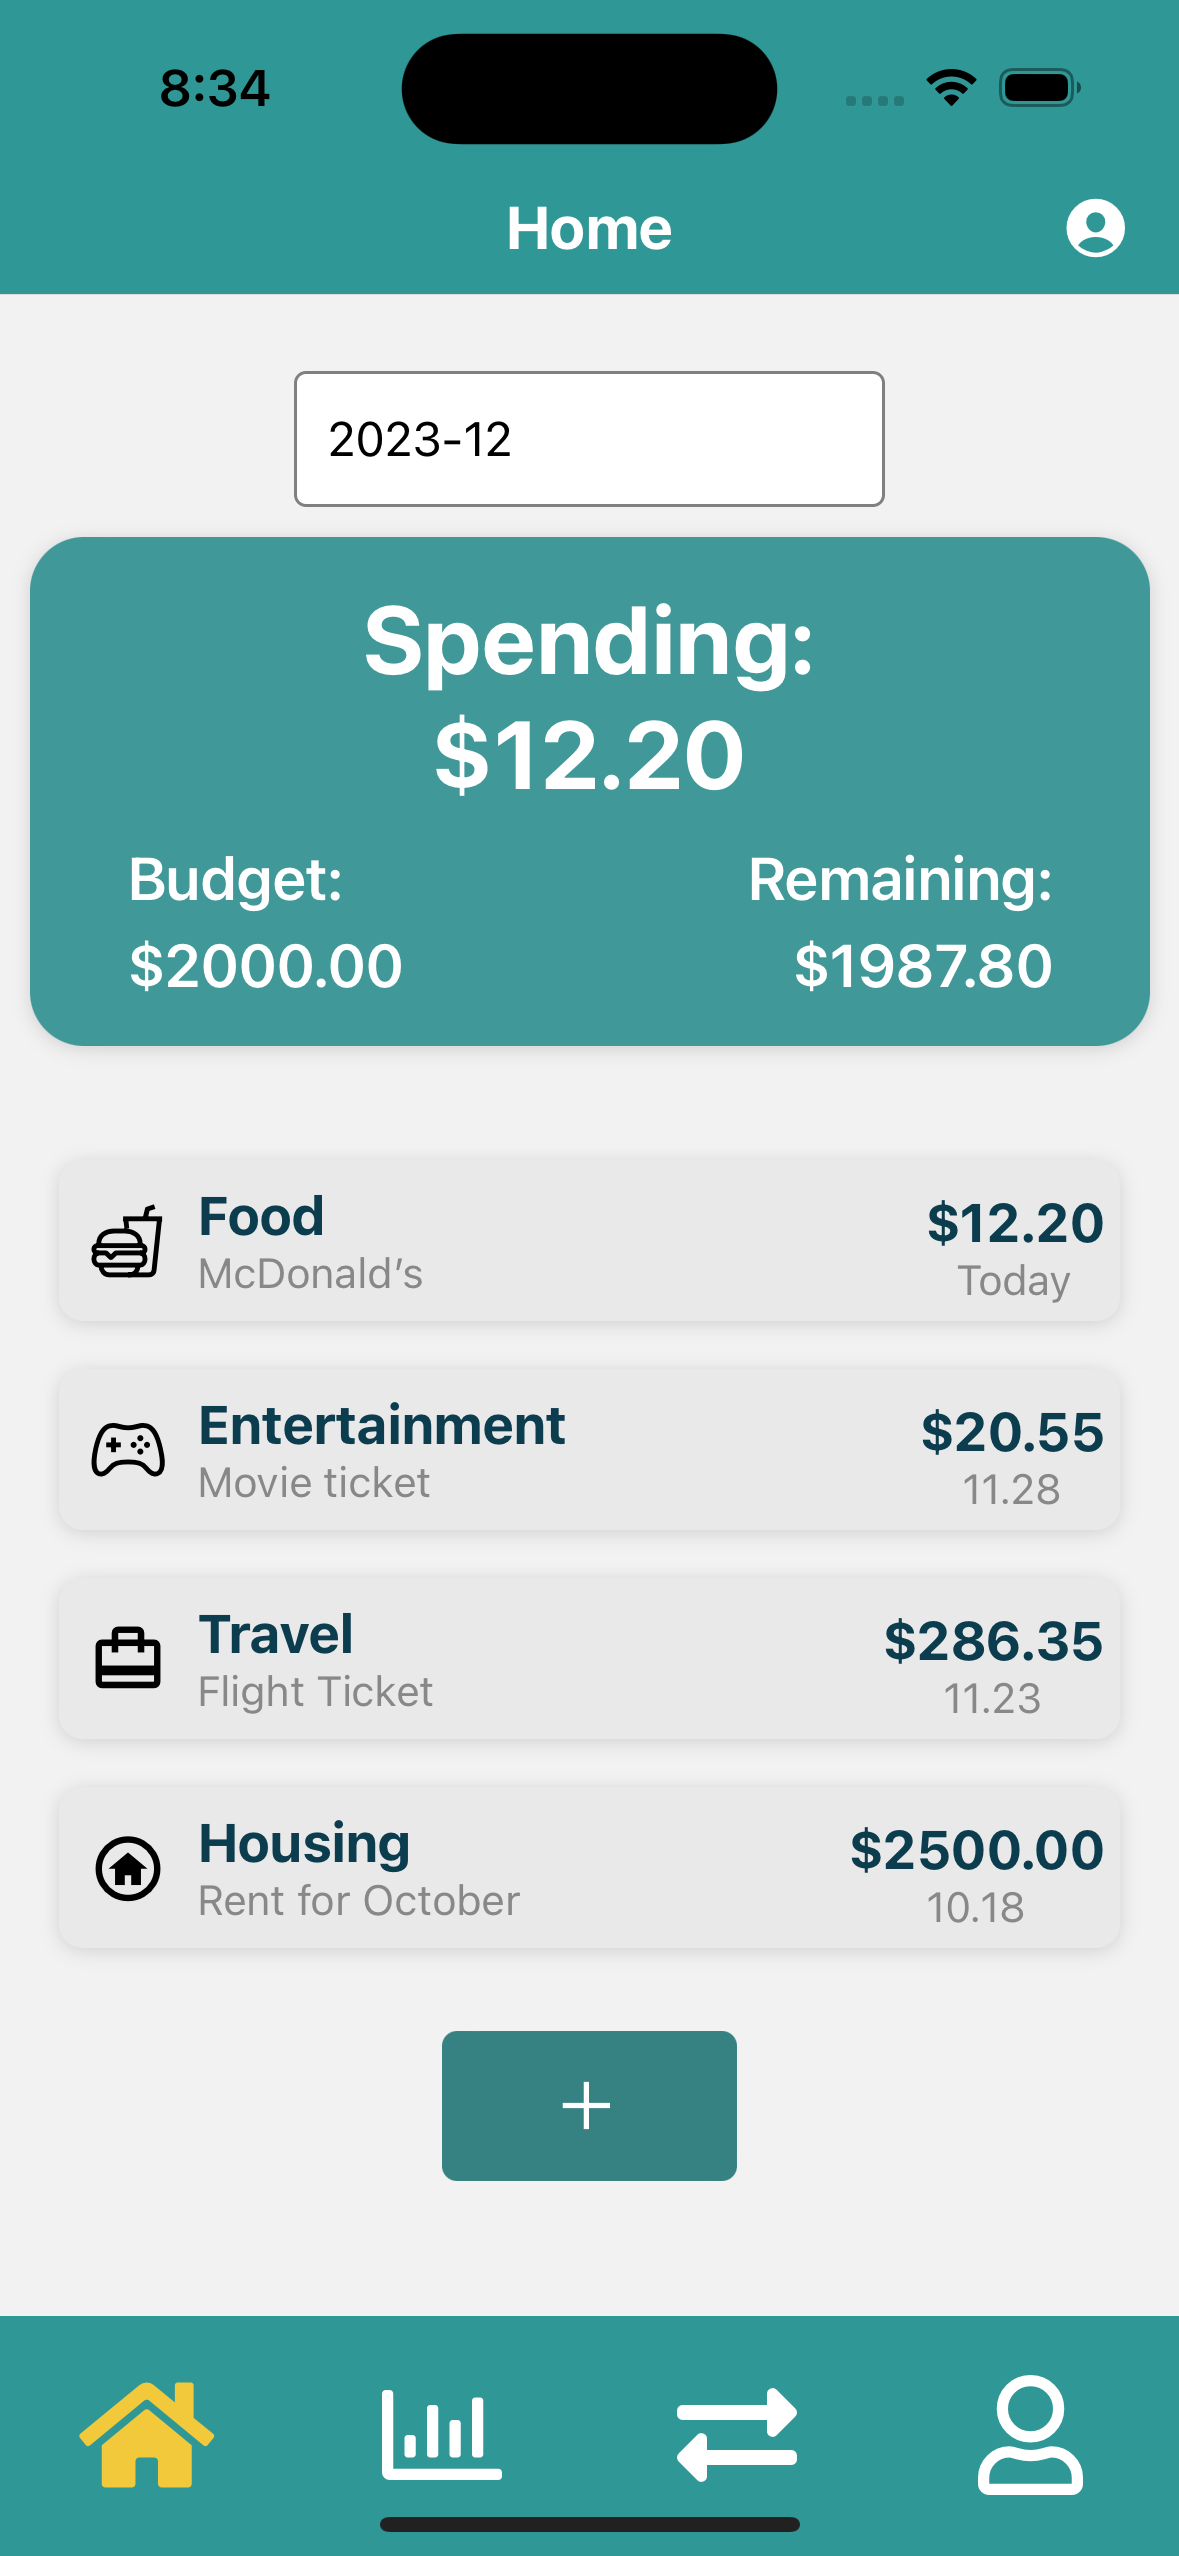 8:34
Home
2023-12
Spending:
$12.20
Budget:
Remaining:
$2000.00
$1987.80
Food
$12.20
McDonald’s
Today
Entertainment
$20.55
Movie ticket
11.28
Travel
$286.35
Flight Ticket
11.23
Housing
$2500.00
Rent for October
10.18
+